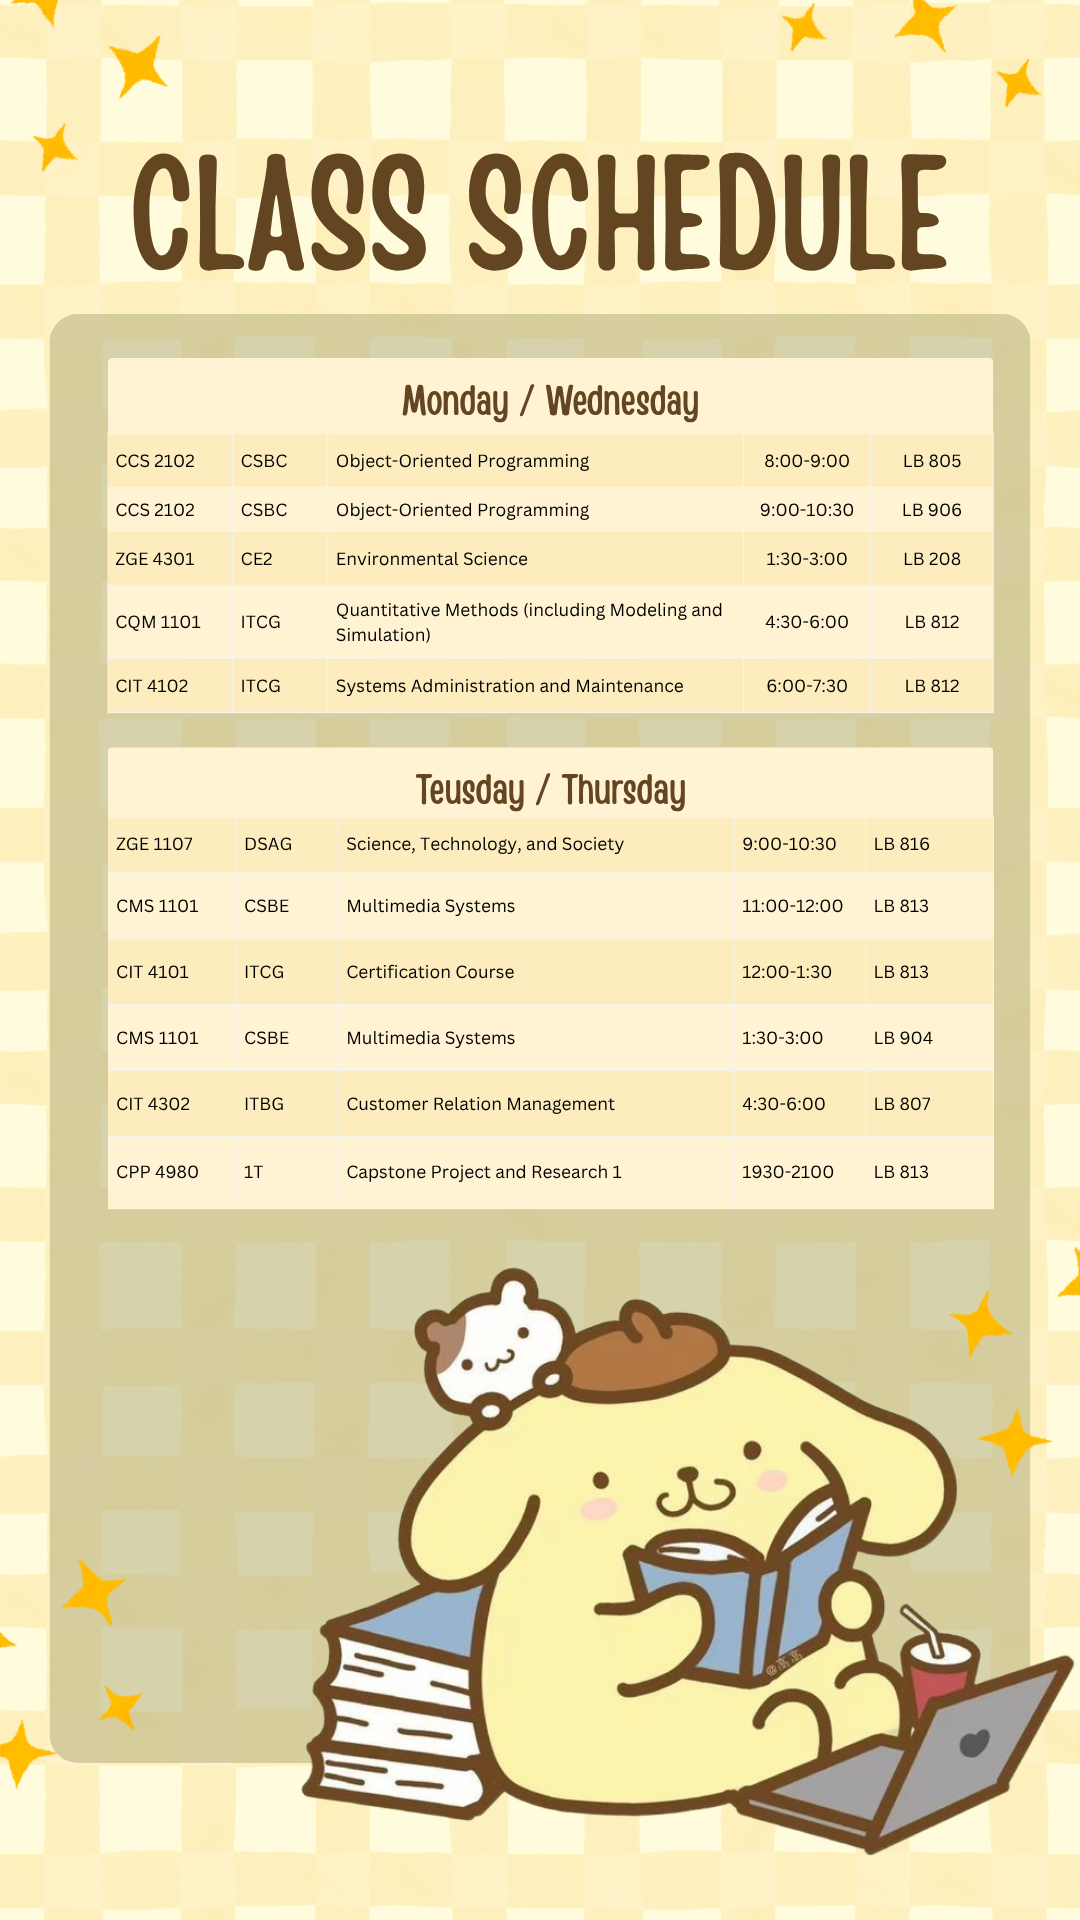 CLASS SCHEDULE
Monday / Wednesday
CCS 2102 CSBC Object-Oriented Programming 8:00-9:00 LB 805
CCS 2102 CSBC Object-Oriented Programming 9:00-10:30 LB 906
ZGE 4301 CE2 Environmental Science 1:30-3:00 LB 208
CQM 1101 ITCG Quantitative Methods (including Modeling and
Simulation) 4:30-6:00 LB 812
CIT 4102 ITCG Systems Administration and Maintenance 6:00-7:30 LB 812
Teusday / Thursday
ZGE 1107 DSAG Science, Technology, and Society 9:00-10:30 LB 816
CMS 1101 CSBE Multimedia Systems 11:00-12:00 LB 813
CIT 4101 ITCG Certification Course 12:00-1:30 LB 813
CMS 1101 CSBE Multimedia Systems 1:30-3:00 LB 904
CIT 4302 ITBG Customer Relation Management 4:30-6:00 LB 807
CPP 4980 1T Capstone Project and Research 1 1930-2100 LB 813